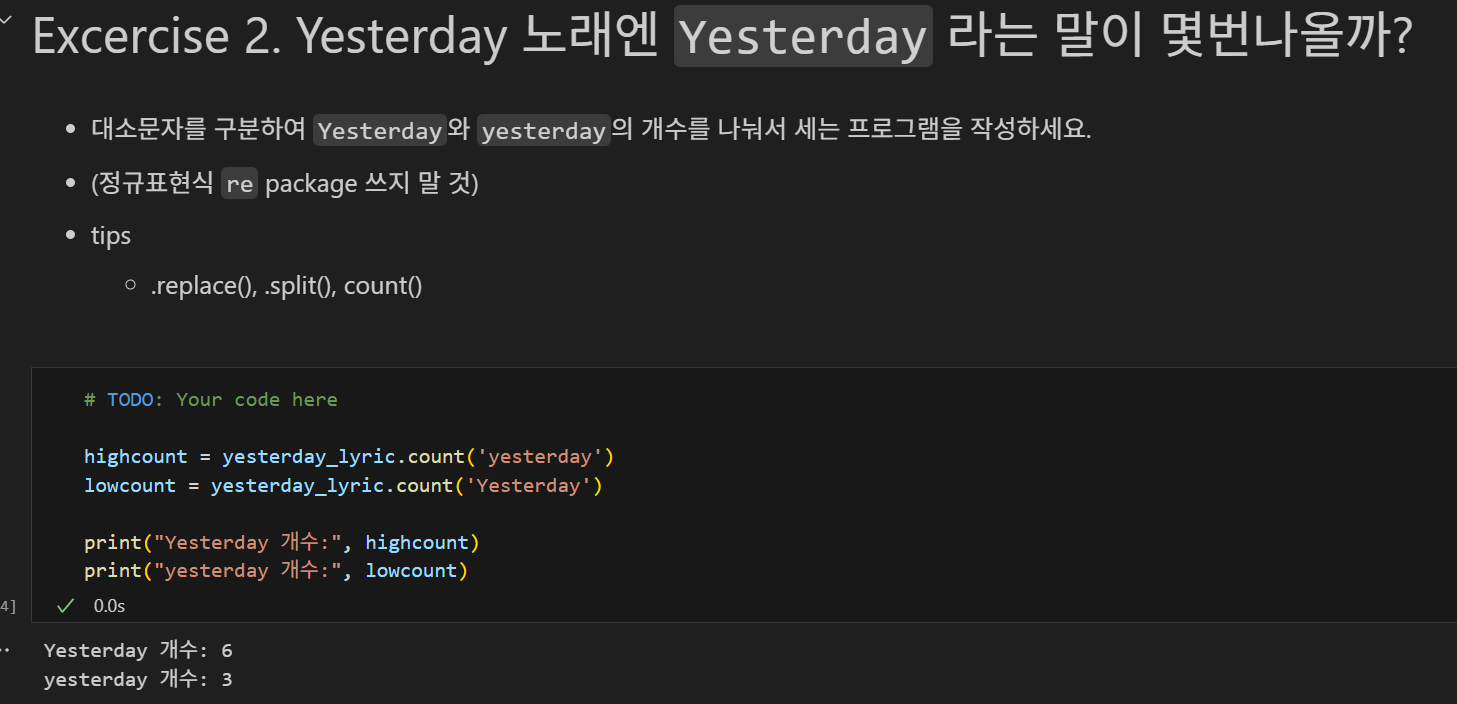 Excercise 2. Yesterday 노래엔 Yesterday 라는 말이 몇번나올까?
대소문자를 구분하여 Yesterday와 yesterday의 개수를 나눠서 세는 프로그램을 작성하세요.
(정규표현식 re package 쓰지 말 것)
tips
.replace(), .split(), count()
# TODO: Your code here
highcount = yesterday_lyric.count('yesterday')
lowcount = yesterday_lyric.count('Yesterday')
print("Yesterday 개수:", highcount)
print("yesterday 개수:", lowcount)
4]
0.0s
Yesterday 개수: 6
yesterday 개수: 3